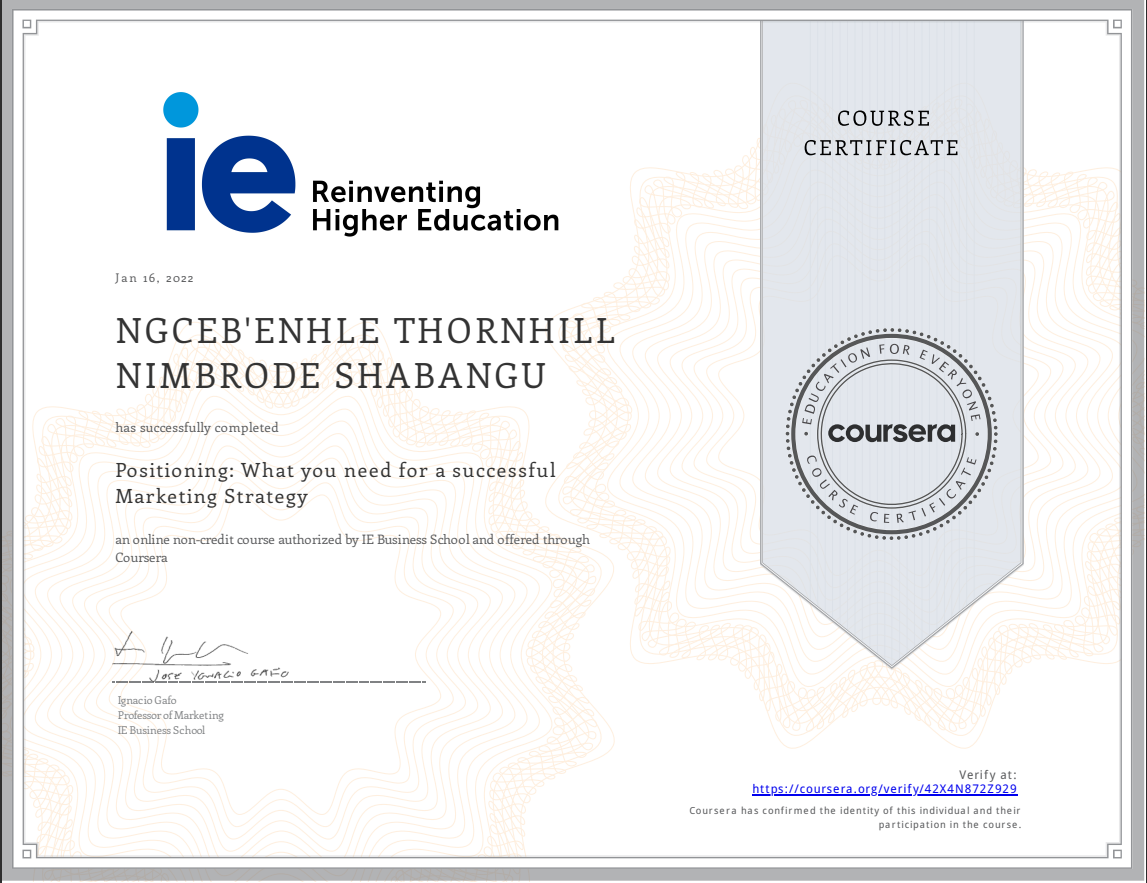 ie
Reinventing
Higher Education
COURSE
CERTIFICATE
Jan 16, 2022
NGCEB'ENHLE THORNHILL
NIMBRODE SHABANGU
has successfully completed
Positioning: What you need for a successful
Marketing Strategy
an online non-credit course authorized by IE Business School and offered through
Coursera
EDUCATION FOR EVERYONE
coursera
COURSE CERTIFICATE
JOSE IGNACIO GAFO
Ignacio Gafo
Professor of Marketing
IE Business School
Verify at:
https://coursera.org/verify/42X4N872Z929
Coursera has confirmed the identity of this individual and their
participation in the course.